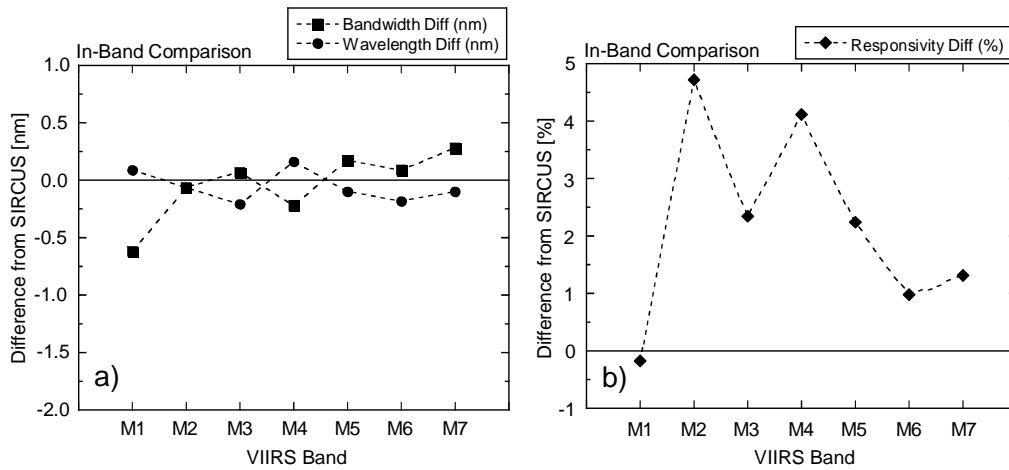 In-Band Comparison
Bandwidth Diff (nm)
Wavelength Diff (nm)
1.0
0.5
0.0
-0.5
-1.0
-1.5
-2.0
Difference from SIRCUS [nm]
a)
M1 M2 M3 M4 M5 M6 M7
VIIRS Band
In-Band Comparison
Responsivity Diff (%)
5
4
3
2
1
0
-1
Difference from SIRCUS [%]
b)
M1 M2 M3 M4 M5 M6 M7
VIIRS Band